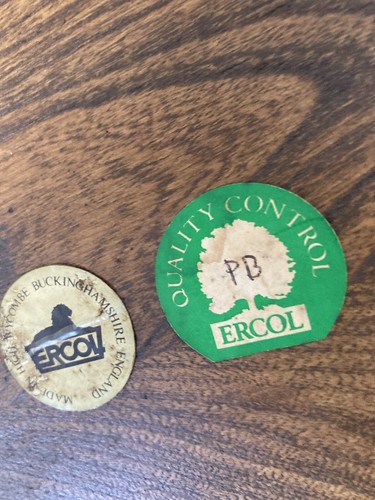 QUALITY CONTROL
PB
ERCOL
MADE IN HIGH WYCOMBE BUCKINGHAMSHIRE ENGLAND
ERCOL